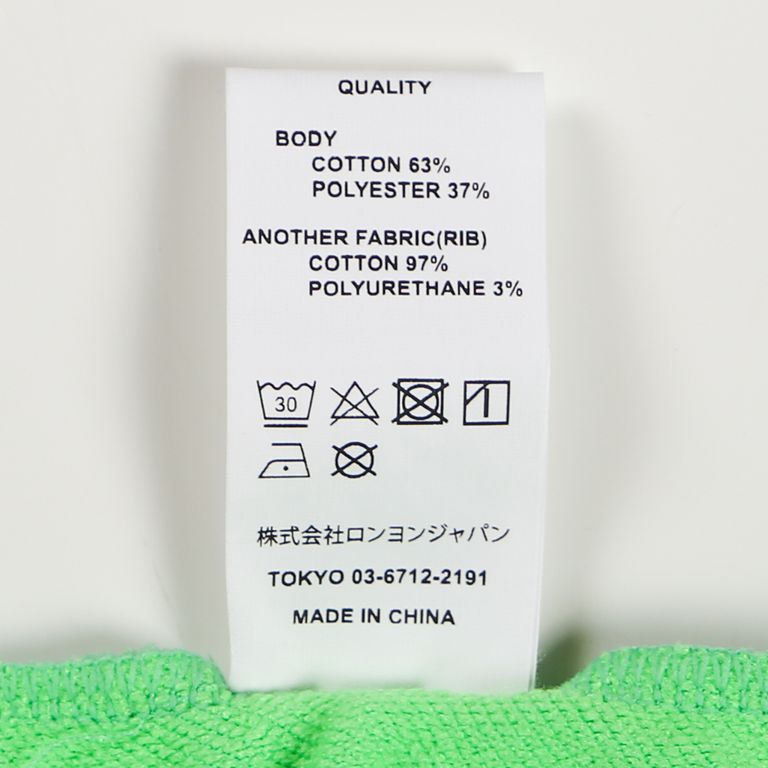 QUALITY
BODY
COTTON 63%
POLYESTER 37%
ANOTHER FABRIC(RIB)
COTTON 97%
POLYURETHANE 3%
30
株式会社ロンヨンジャパン
TOKYO 03-6712-2191
MADE IN CHINA